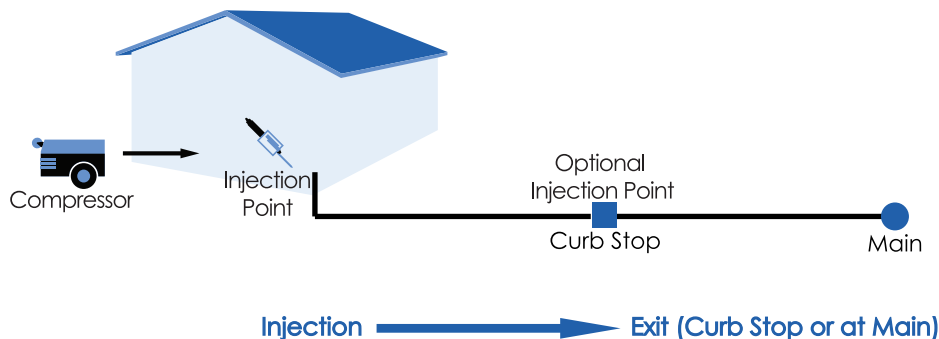 Compressor
Injection
Point
Optional
Injection Point
Curb Stop
Main
Injection
Exit (Curb Stop or at Main)